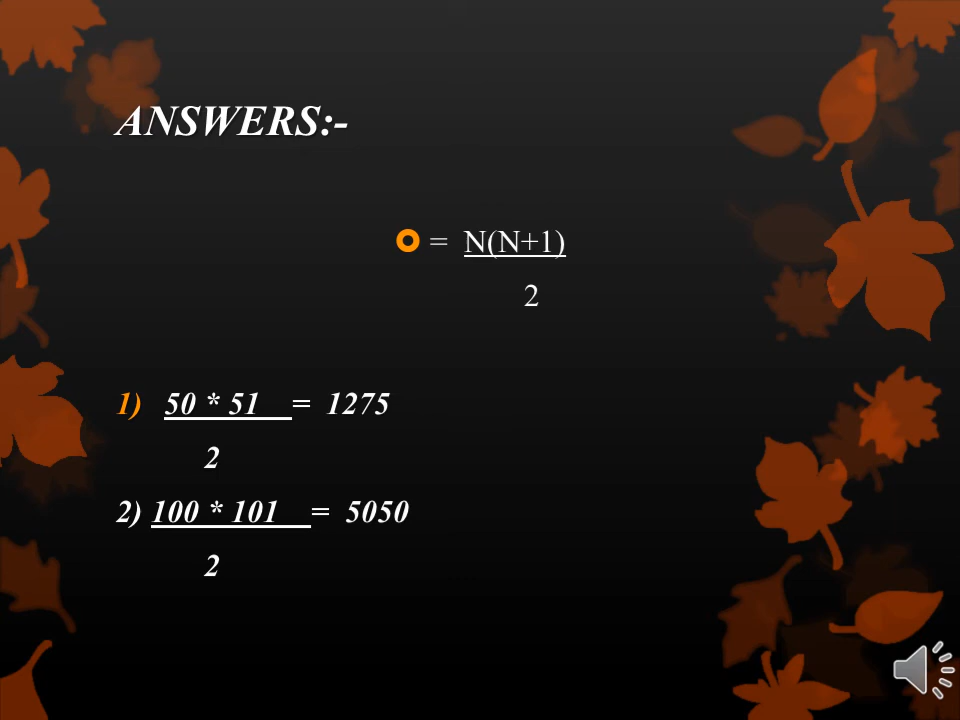 ANSWERS:-
= N(N+1)
2
1) 50 * 51 = 1275
2
2) 100 * 101 = 5050
2